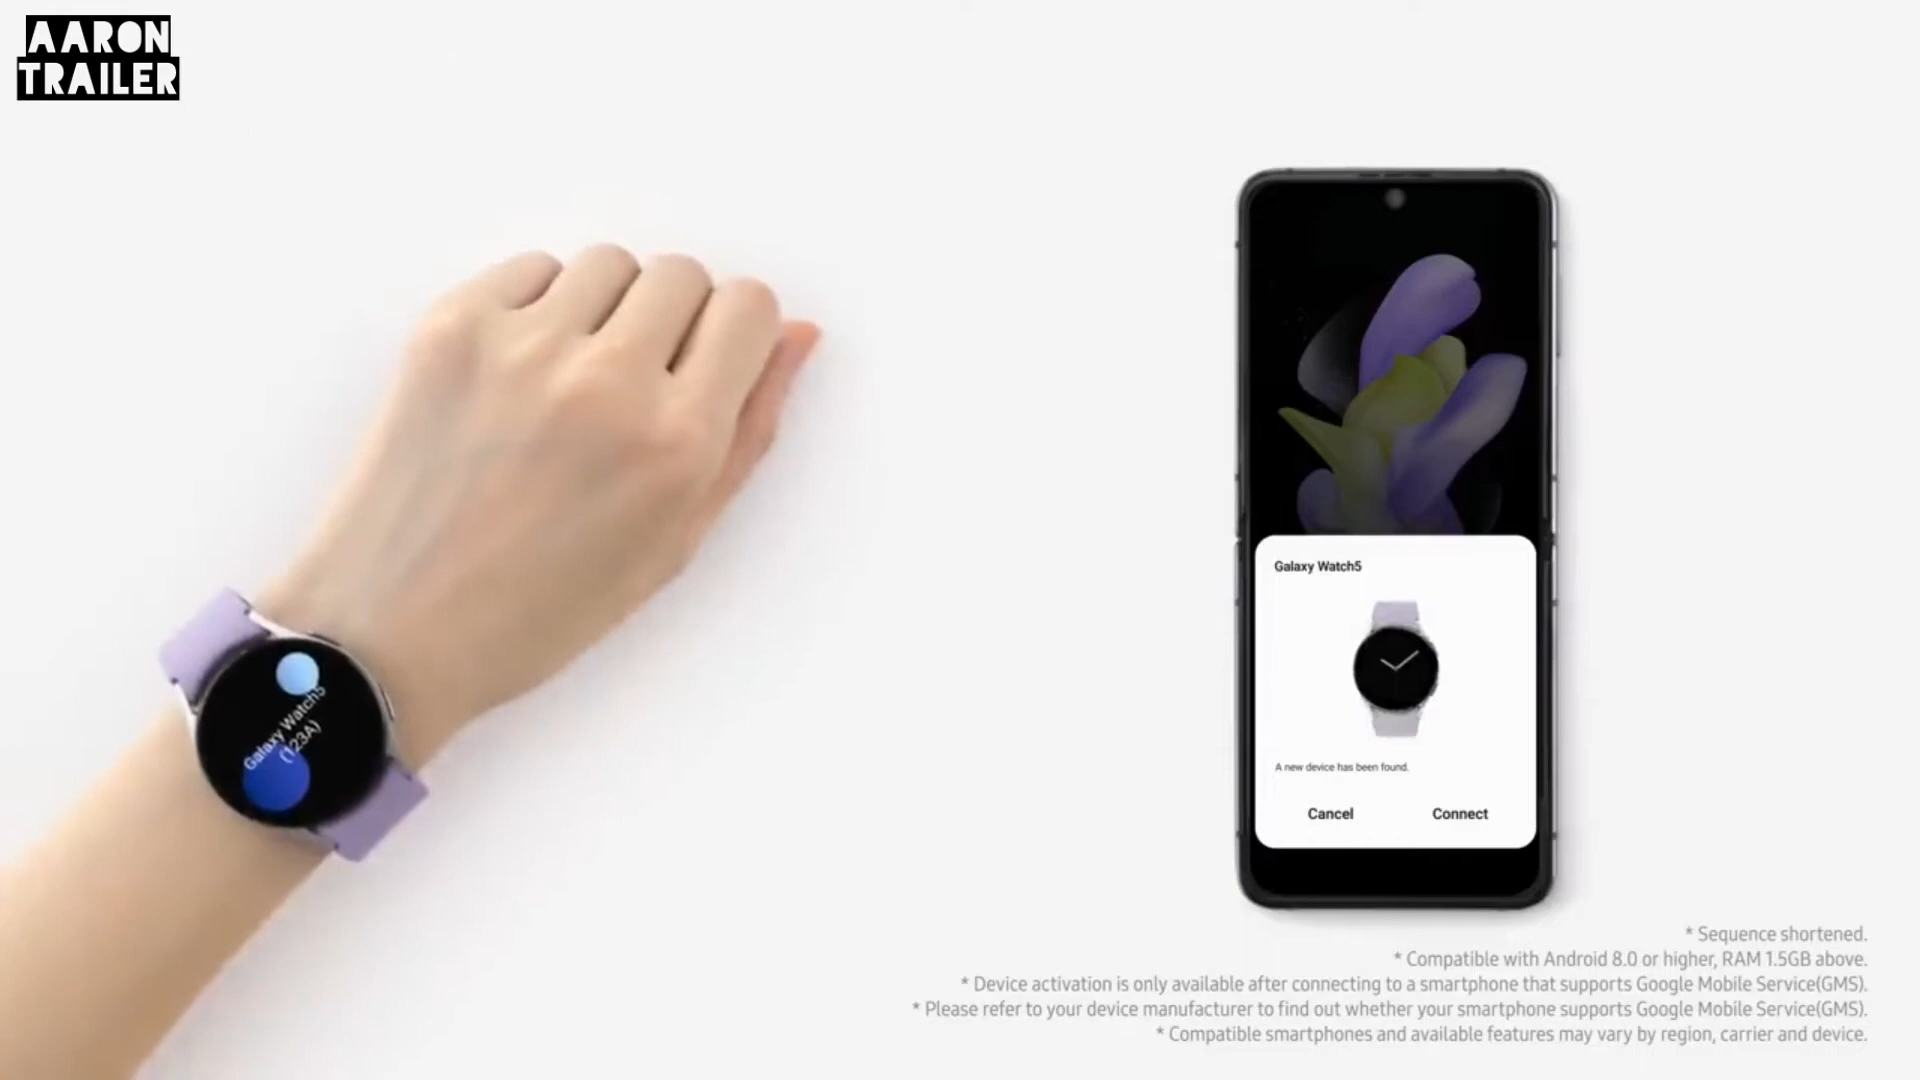 AARON
TRAILER
Galaxy Watch5
(123A)
Galaxy Watch5
A new device has been found.
Cancel
Connect
* Sequence shortened.
* Compatible with Android 8.0 or higher, RAM 1.5GB above.
* Device activation is only available after connecting to a smartphone that supports Google Mobile Service(GMS).
* Please refer to your device manufacturer to find out whether your smartphone supports Google Mobile Service(GMS).
* Compatible smartphones and available features may vary by region, carrier and device.